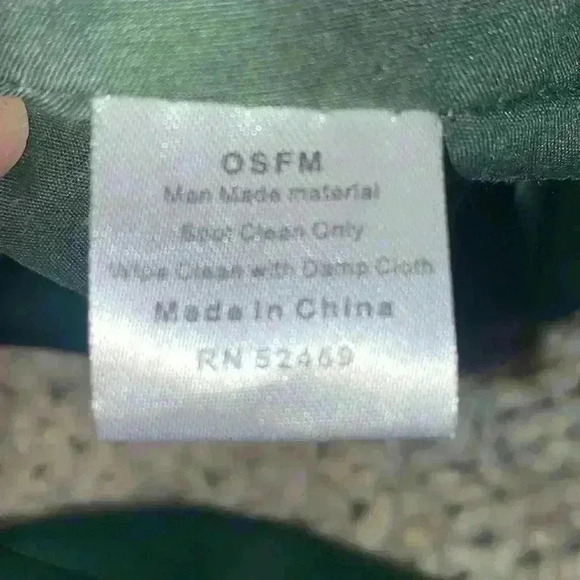 OSFM
Man Made material
Spot Clean Only
Wipe Clean with Damp Cloth
Made In China
RN 52469